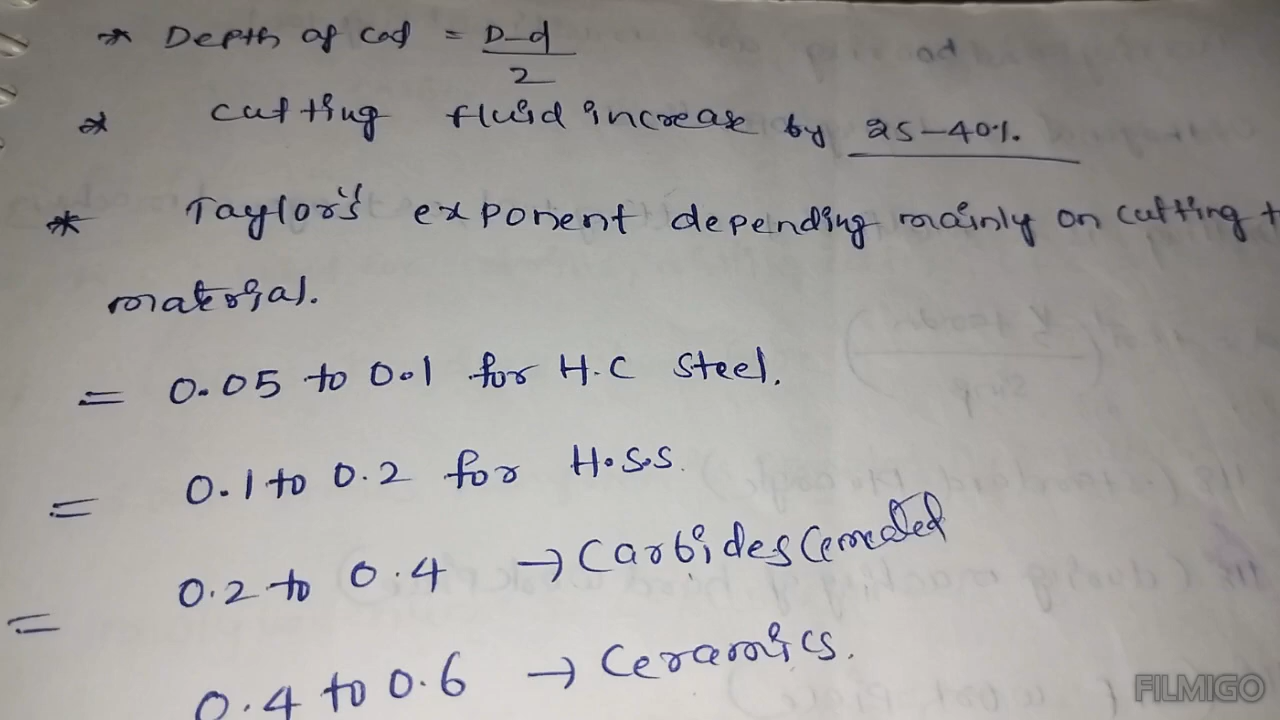 * Depth of cod = D-d
2
* cutting fluid increase by 25-40%.
* Taylor's exponent depending mainly on cutting t
material.
= 0.05 to 0.1 for H.C Steel.
= 0.1 to 0.2 for H.S.S.
= 0.2 to 0.4 → Carbides Cemented
0.4 to 0.6 → Ceramics.
FILMIGO